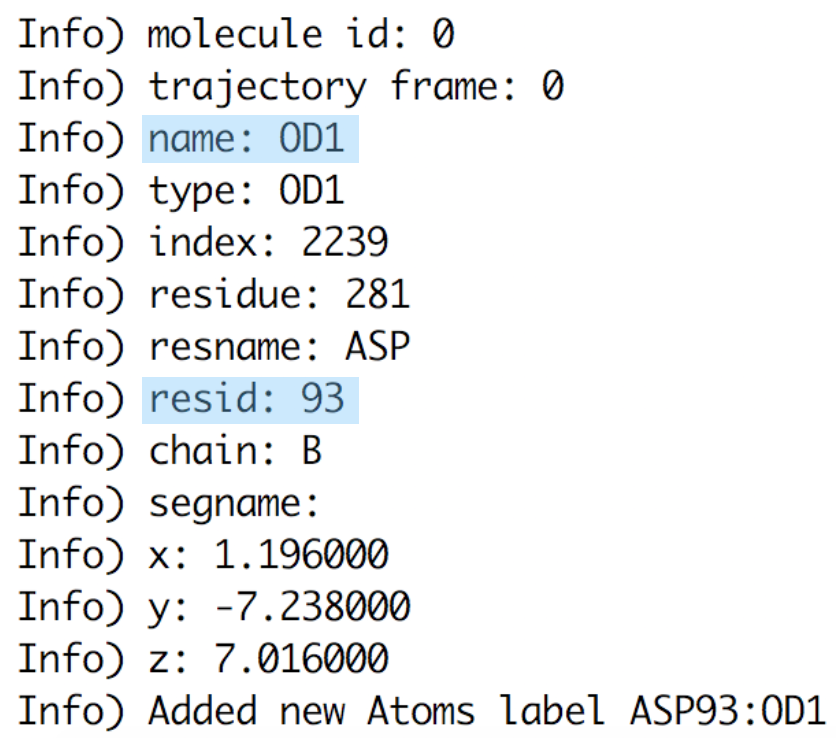 Info) molecule id: 0
Info) trajectory frame: 0
Info) name: OD1
Info) type: OD1
Info) index: 2239
Info) residue: 281
Info) resname: ASP
Info) resid: 93
Info) chain: B
Info) segname:
Info) x: 1.196000
Info) y: -7.238000
Info) z: 7.016000
Info) Added new Atoms label ASP93:OD1